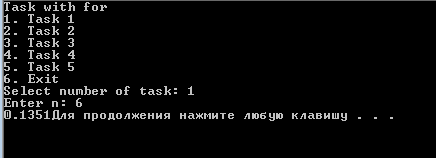 Task with for
1. Task 1
2. Task 2
3. Task 3
4. Task 4
5. Task 5
6. Exit
Select number of task: 1
Enter n: 6
0.1351Для продолжения нажмите любую клавишу . . .